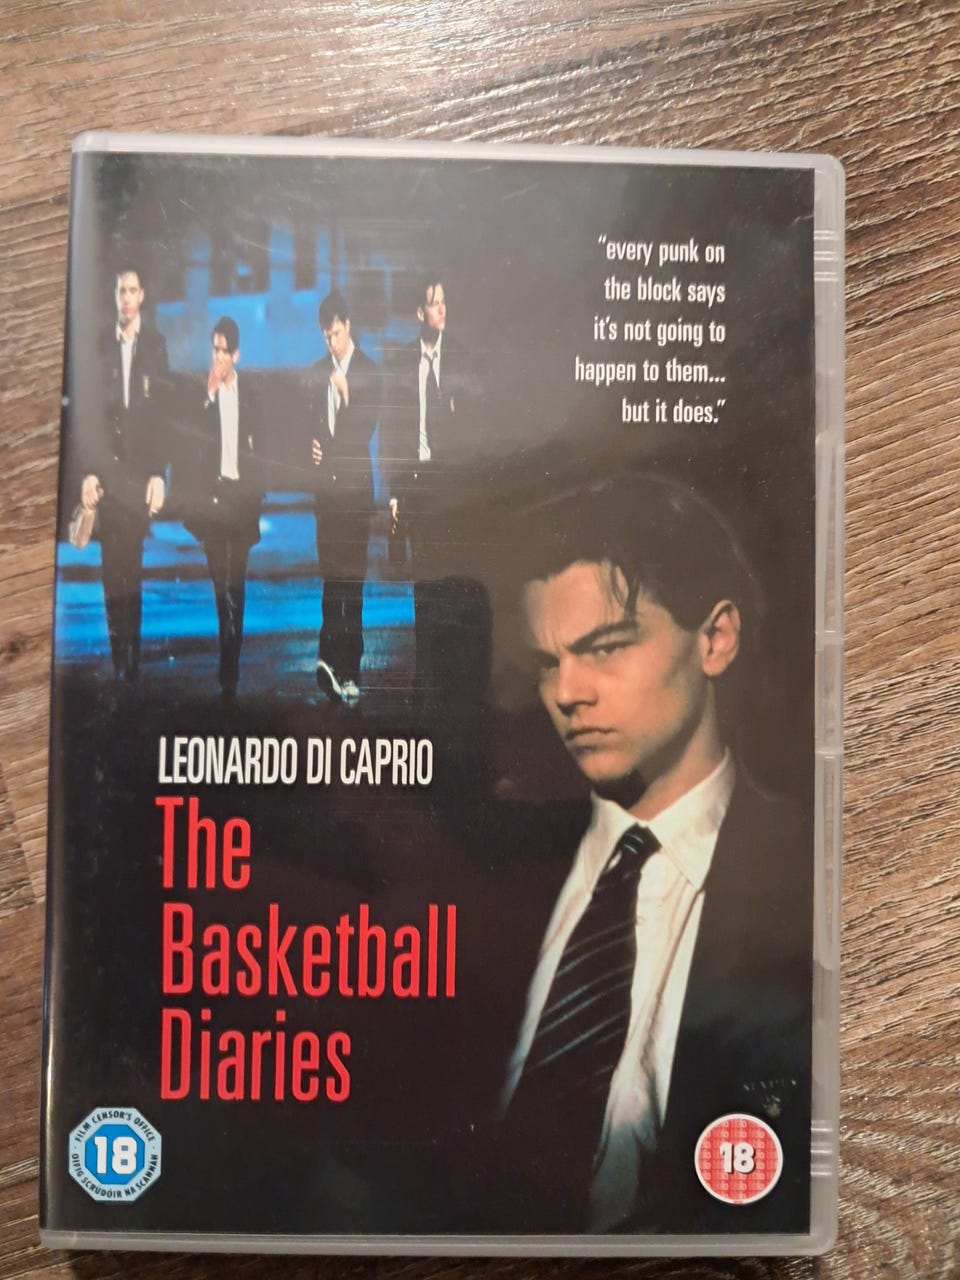 “every punk on
the block says
it's not going to
happen to them...
but it does.”
LEONARDO DI CAPRIO
The
Basketball
Diaries
FILM CENSOR'S OFFICE
18
OIFIG SCRÚDÓIR NA SCANNÁN
18